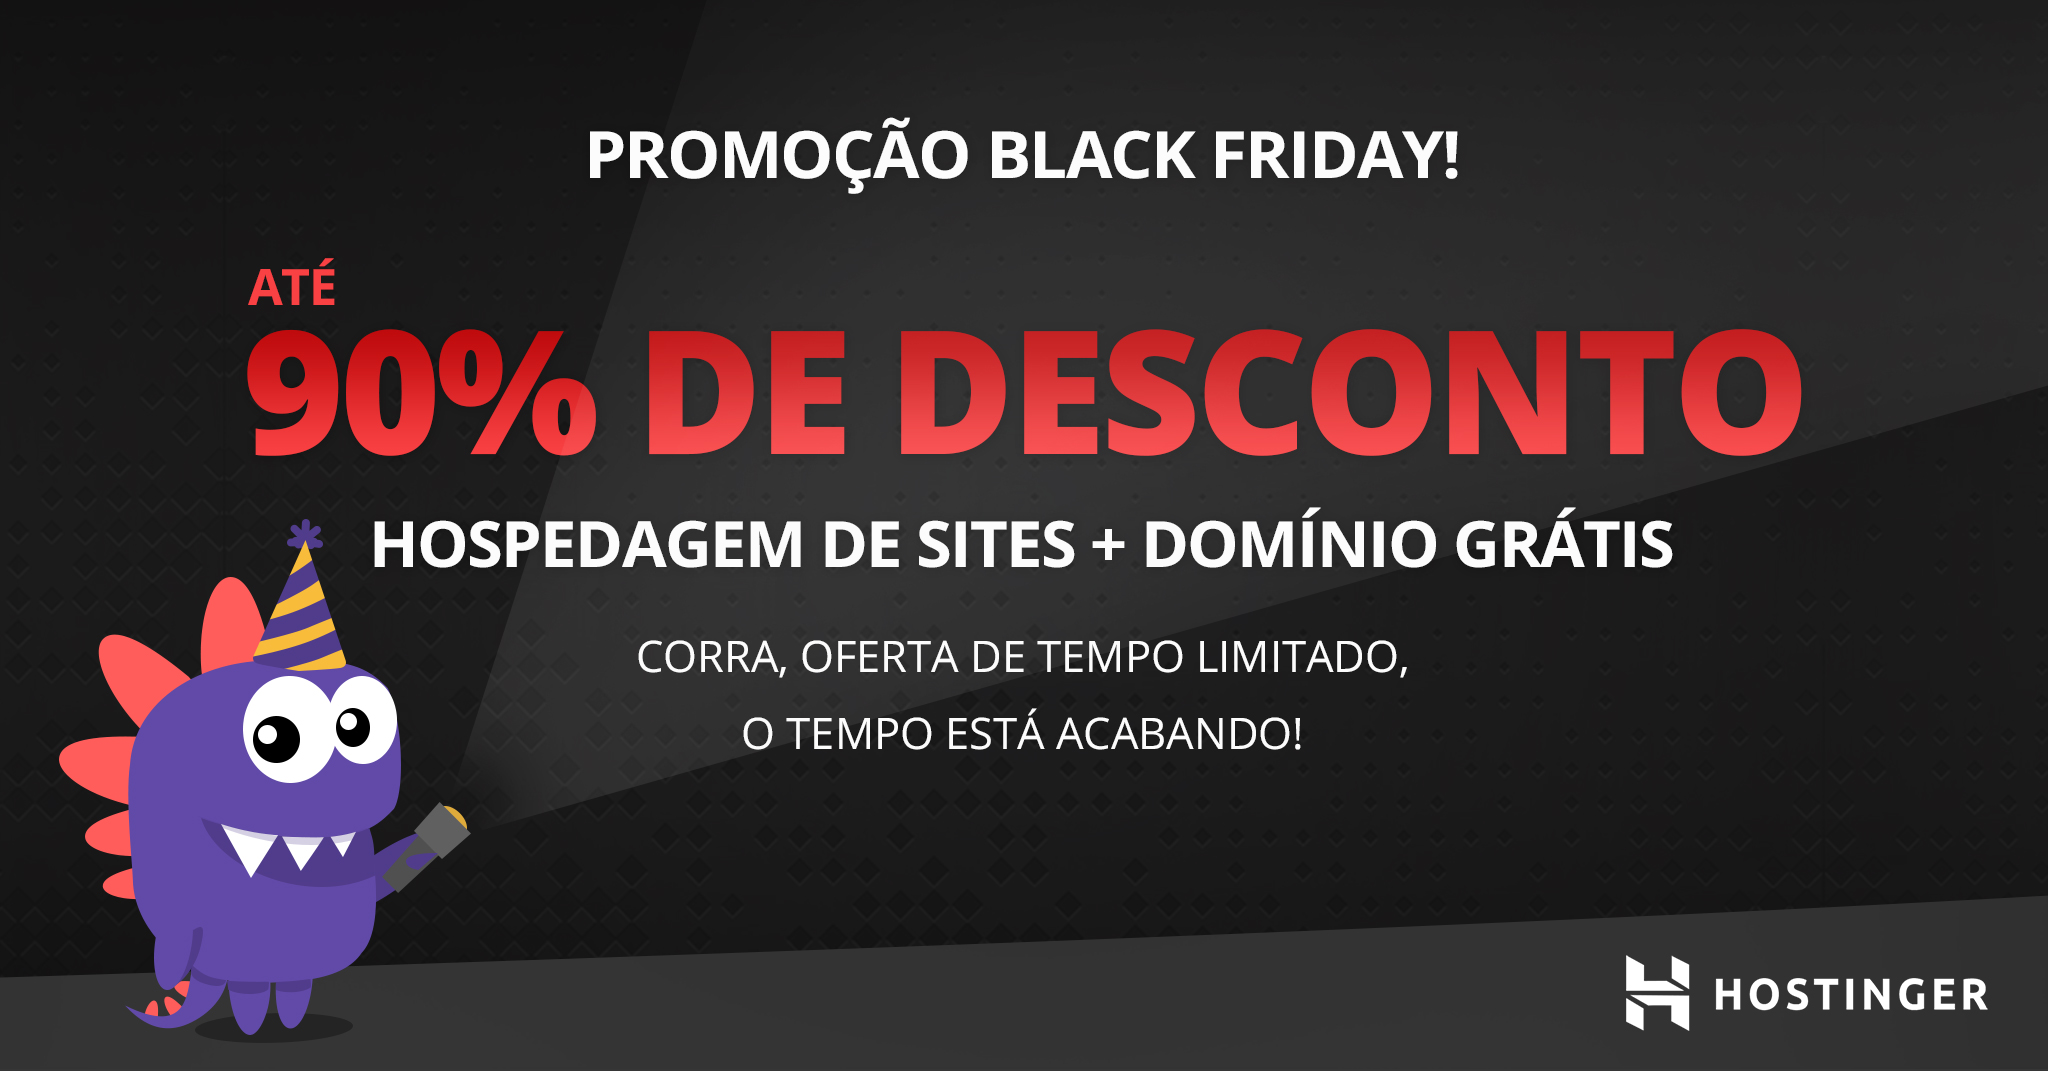 PROMOÇÃO BLACK FRIDAY!
ATÉ
90% DE DESCONTO
HOSPEDAGEM DE SITES + DOMÍNIO GRÁTIS
CORRA, OFERTA DE TEMPO LIMITADO,
O TEMPO ESTÁ ACABANDO!
HOSTINGER